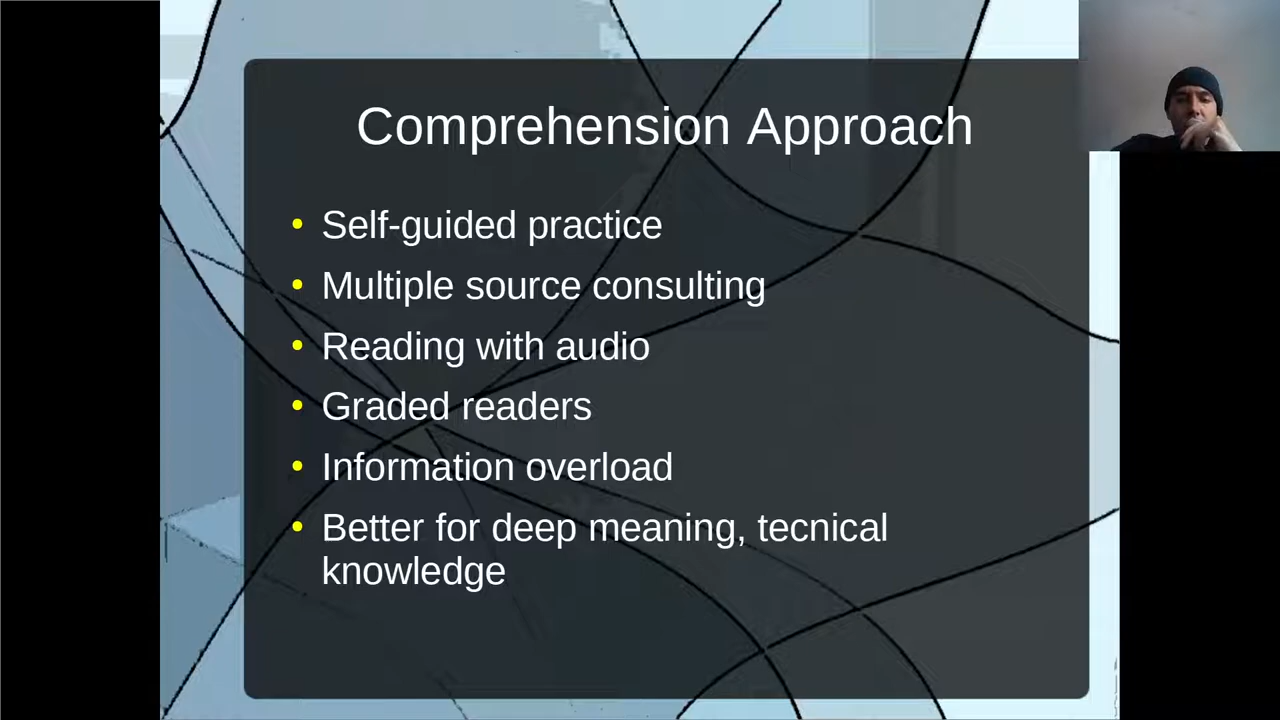 Comprehension Approach
• Self-guided practice
• Multiple source consulting
• Reading with audio
• Graded readers
• Information overload
• Better for deep meaning, tecnical
knowledge